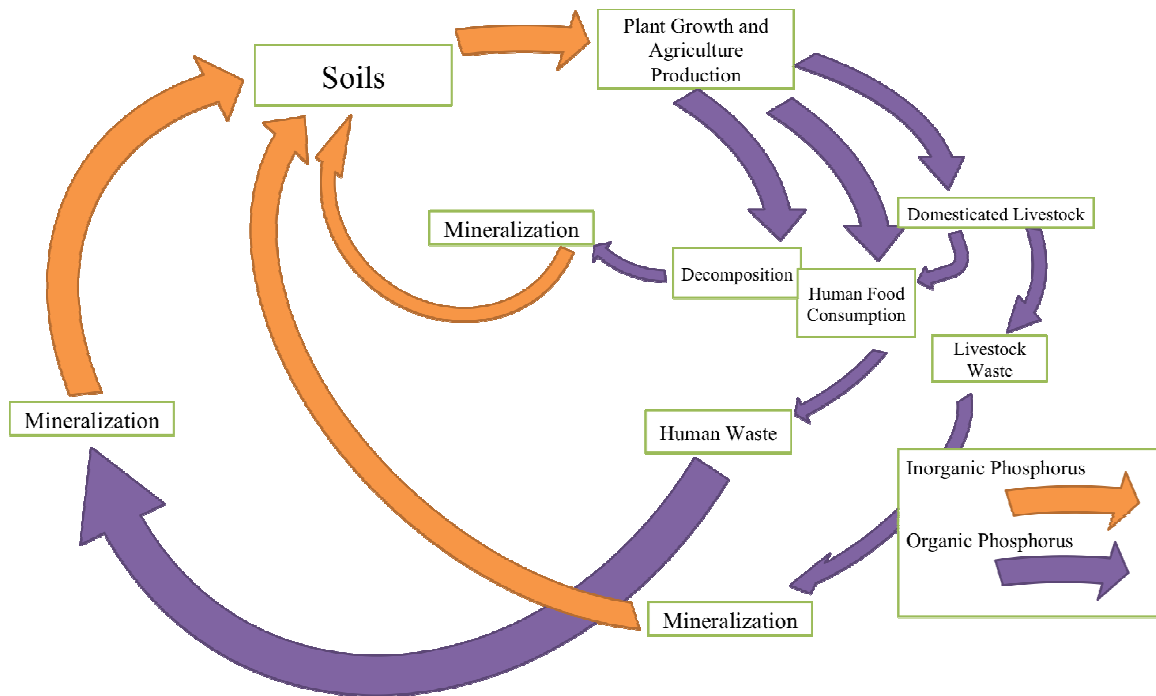 Plant Growth and
Agriculture
Production
Soils
Domesticated Livestock
Mineralization
Decomposition
Human Food
Consumption
Livestock
Waste
Mineralization
Human Waste
Inorganic Phosphorus
Organic Phosphorus
Mineralization